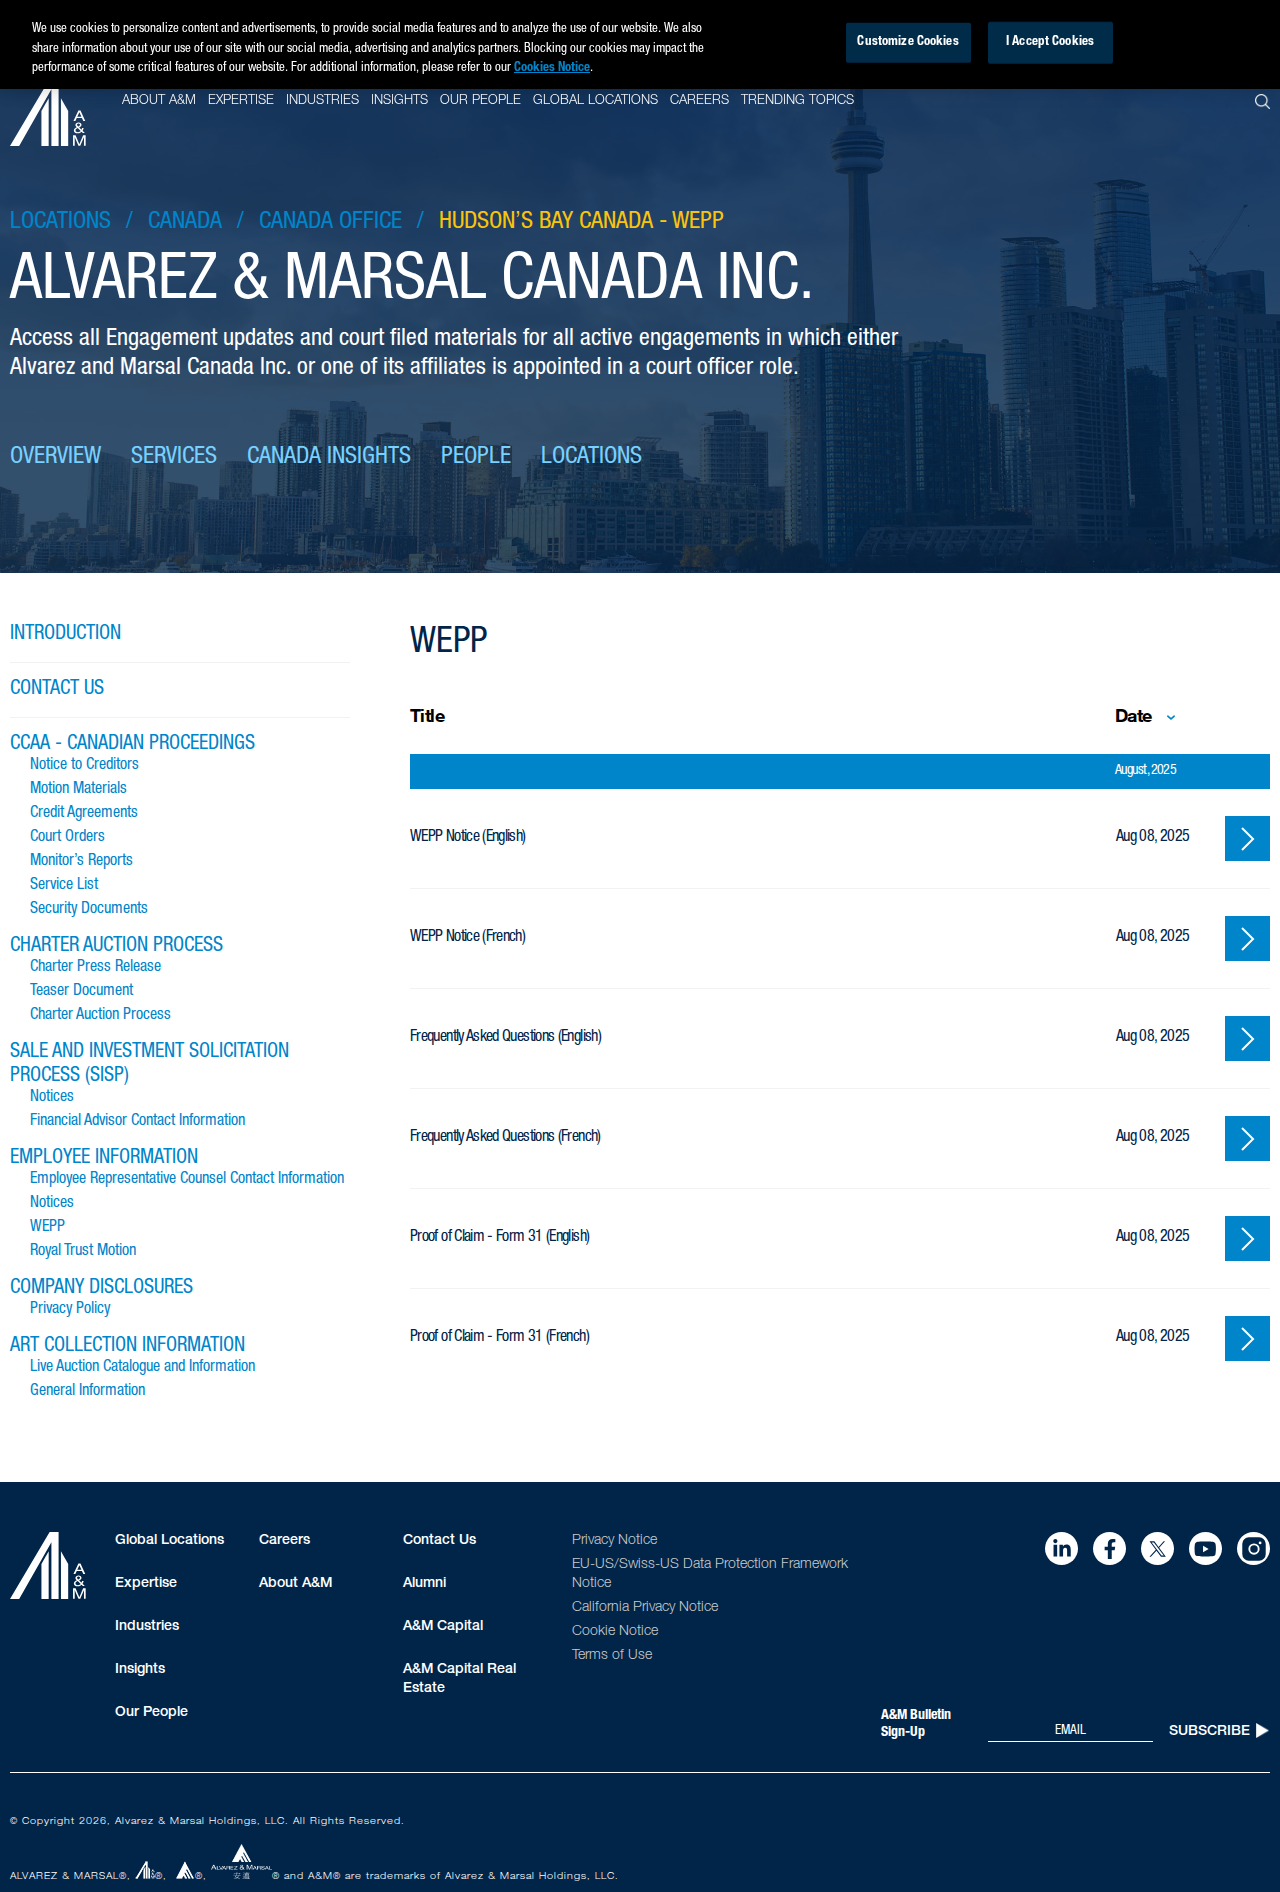 We use cookies to personalize content and advertisements, to provide social media features and to analyze the use of our website. We also
share information about your use of our site with our social media, advertising and analytics partners. Blocking our cookies may impact the
performance of some critical features of our website. For additional information, please refer to our Cookies Notice.
Customize Cookies
I Accept Cookies
A
&
M
ABOUT A&M EXPERTISE INDUSTRIES INSIGHTS OUR PEOPLE GLOBAL LOCATIONS CAREERS TRENDING TOPICS
LOCATIONS / CANADA / CANADA OFFICE / HUDSON’S BAY CANADA - WEPP
ALVAREZ & MARSAL CANADA INC.
Access all Engagement updates and court filed materials for all active engagements in which either
Alvarez and Marsal Canada Inc. or one of its affiliates is appointed in a court officer role.
OVERVIEW SERVICES CANADA INSIGHTS PEOPLE LOCATIONS
INTRODUCTION
CONTACT US
CCAA - CANADIAN PROCEEDINGS
Notice to Creditors
Motion Materials
Credit Agreements
Court Orders
Monitor’s Reports
Service List
Security Documents
CHARTER AUCTION PROCESS
Charter Press Release
Teaser Document
Charter Auction Process
SALE AND INVESTMENT SOLICITATION
PROCESS (SISP)
Notices
Financial Advisor Contact Information
EMPLOYEE INFORMATION
Employee Representative Counsel Contact Information
Notices
WEPP
Royal Trust Motion
COMPANY DISCLOSURES
Privacy Policy
ART COLLECTION INFORMATION
Live Auction Catalogue and Information
General Information
WEPP
Title Date
August, 2025
WEPP Notice (English) Aug 08, 2025
WEPP Notice (French) Aug 08, 2025
Frequently Asked Questions (English) Aug 08, 2025
Frequently Asked Questions (French) Aug 08, 2025
Proof of Claim - Form 31 (English) Aug 08, 2025
Proof of Claim - Form 31 (French) Aug 08, 2025
A
&
M
Global Locations
Expertise
Industries
Insights
Our People
Careers
About A&M
Contact Us
Alumni
A&M Capital
A&M Capital Real
Estate
Privacy Notice
EU-US/Swiss-US Data Protection Framework
Notice
California Privacy Notice
Cookie Notice
Terms of Use
A&M Bulletin
Sign-Up
EMAIL
SUBSCRIBE
© Copyright 2026, Alvarez & Marsal Holdings, LLC. All Rights Reserved.
ALVAREZ & MARSAL®, ®, ®, ALVAREZ & MARSAL ® and A&M® are trademarks of Alvarez & Marsal Holdings, LLC.